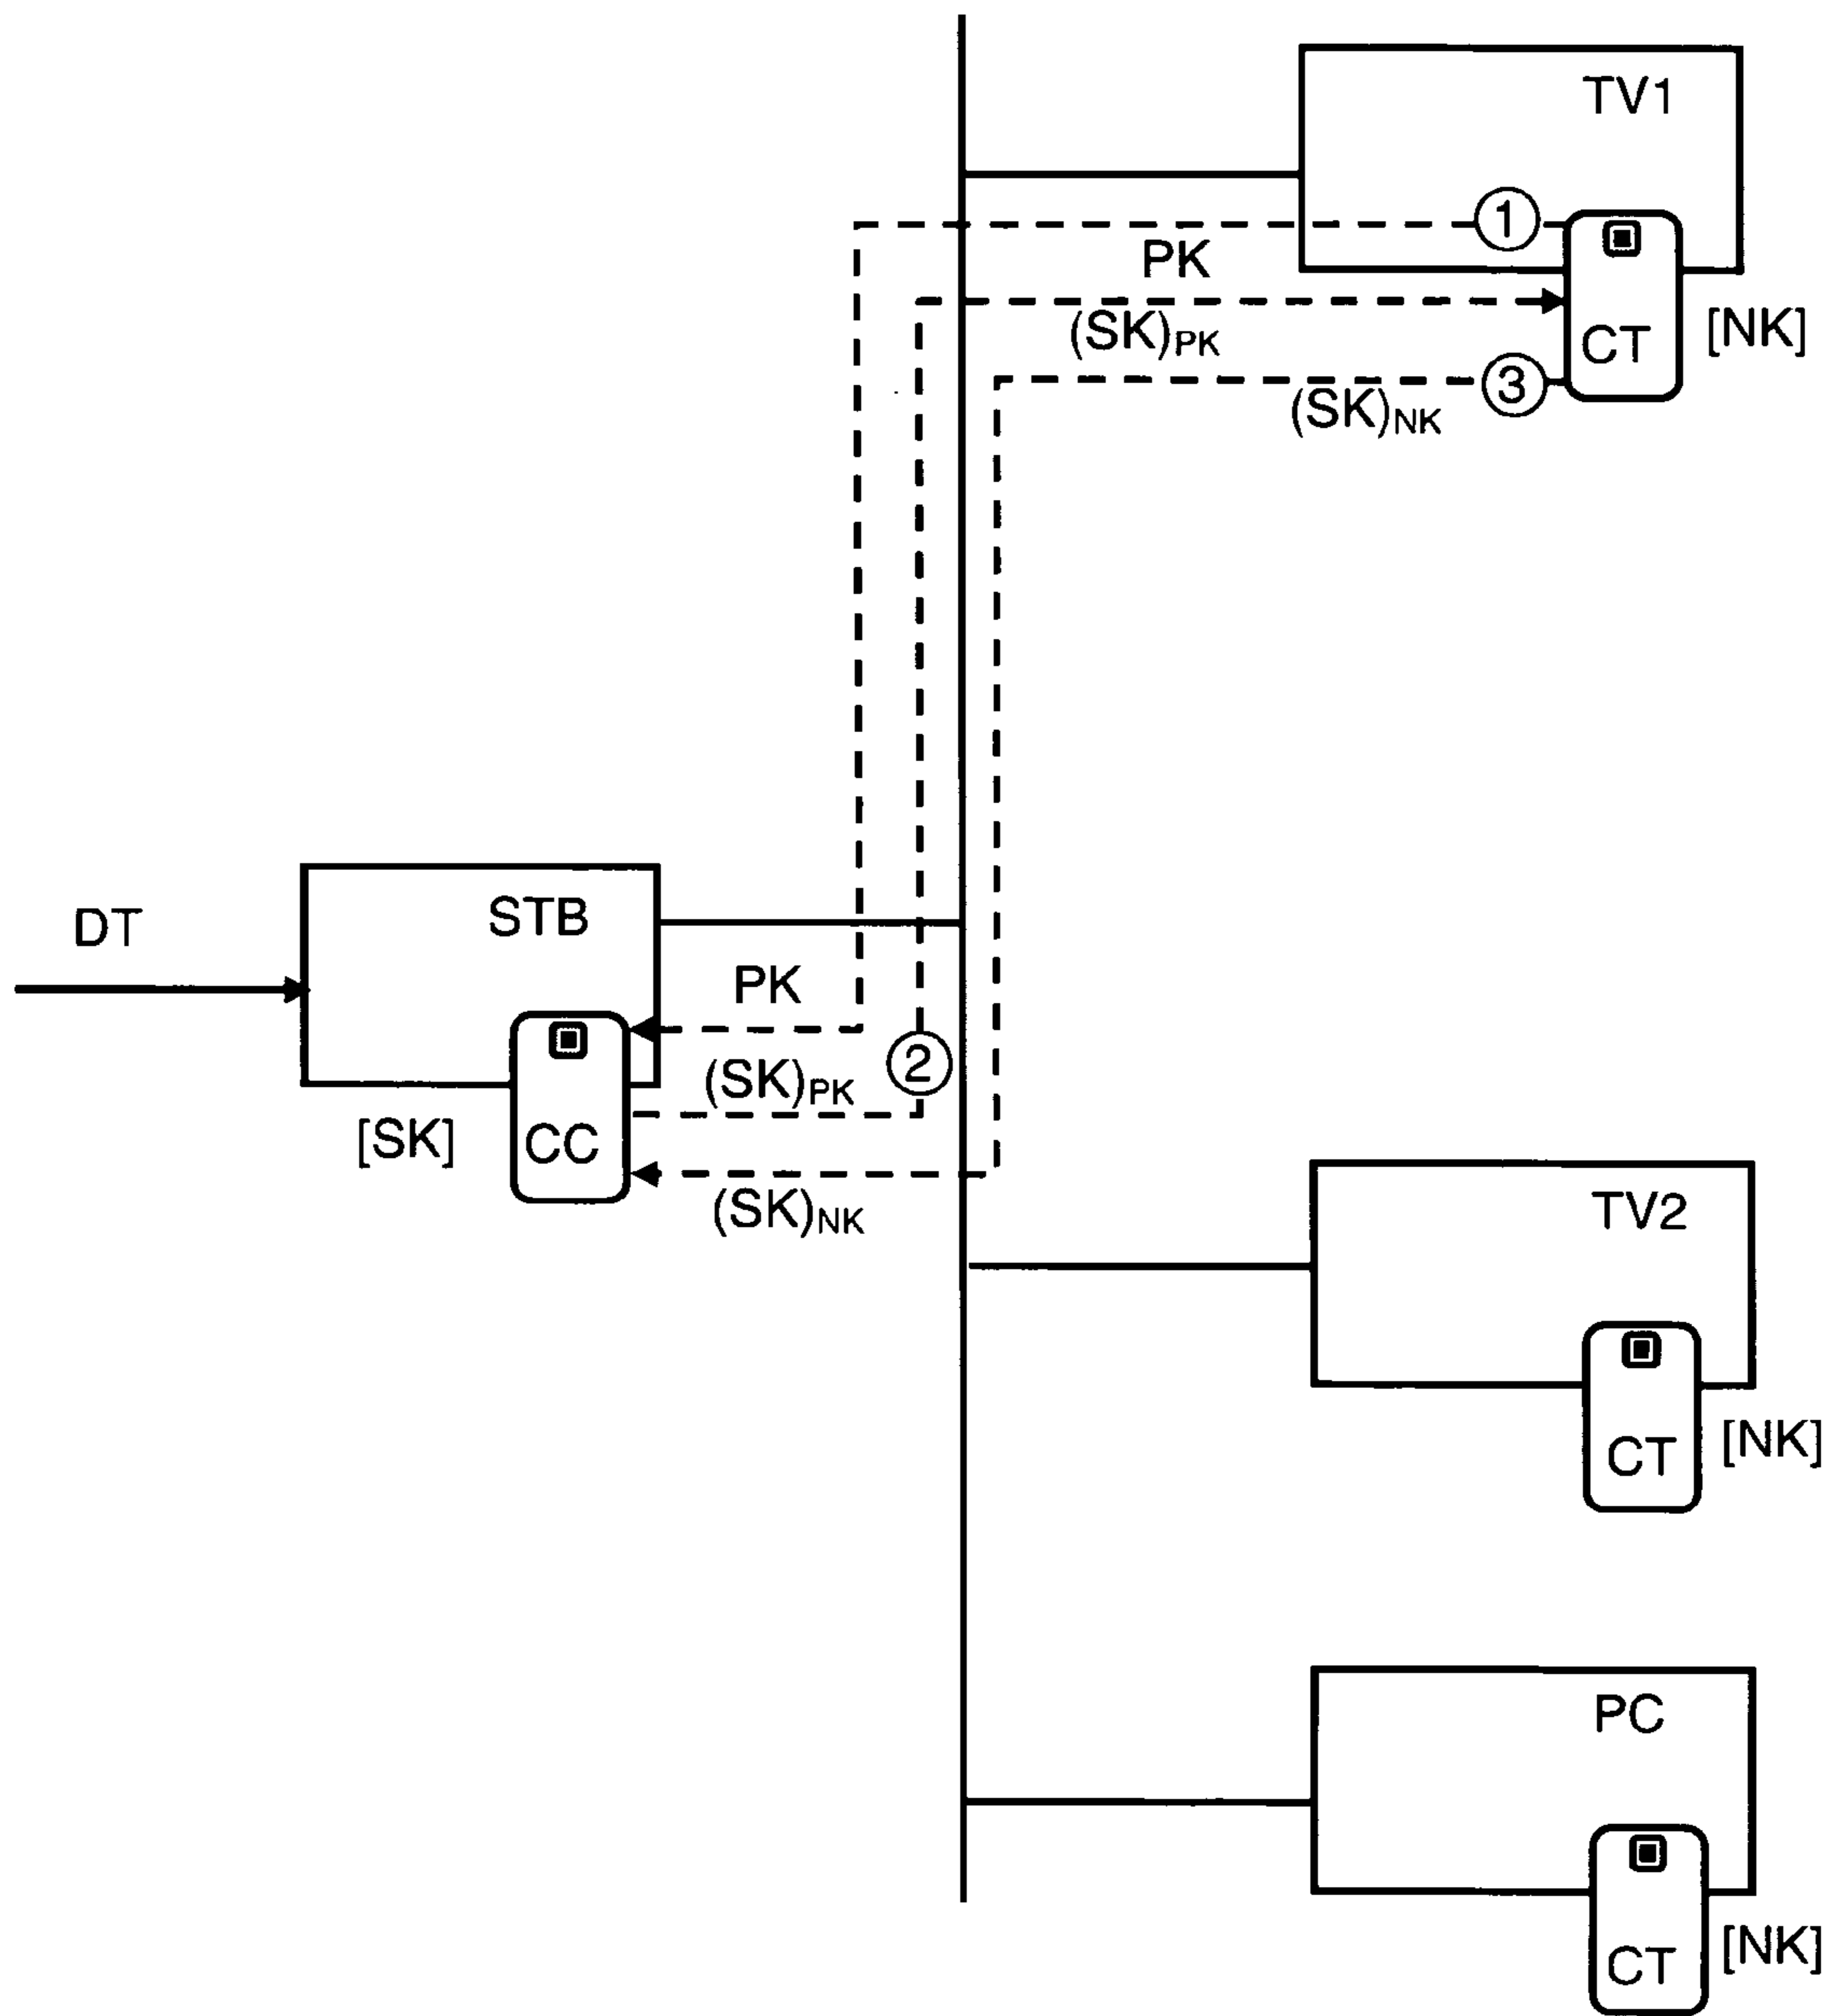 TV1
1
PK
(SK)PK
CT
[NK]
3
(SK)NK
DT
STB
PK
2
(SK)PK
[SK]
CC
(SK)NK
TV2
CT
[NK]
PC
CT
[NK]